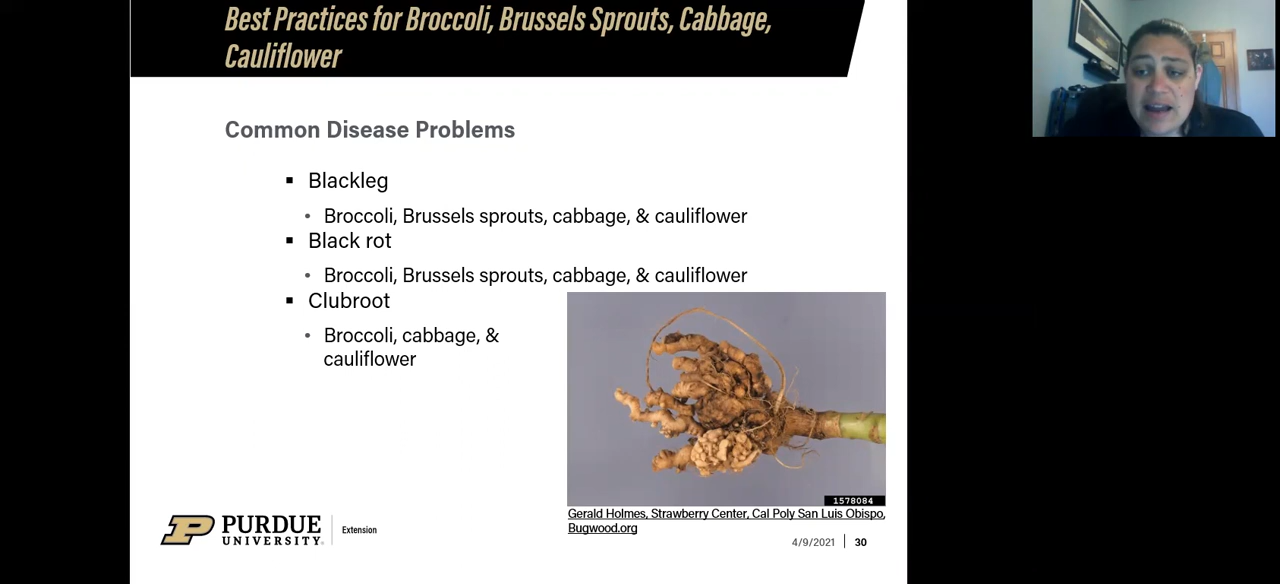 Best Practices for Broccoli, Brussels Sprouts, Cabbage,
Cauliflower
Common Disease Problems
▪ Blackleg
• Broccoli, Brussels sprouts, cabbage, & cauliflower
▪ Black rot
• Broccoli, Brussels sprouts, cabbage, & cauliflower
▪ Clubroot
• Broccoli, cabbage, &
cauliflower
1578084
Gerald Holmes, Strawberry Center, Cal Poly San Luis Obispo,
Bugwood.org
P PURDUE
UNIVERSITY®
Extension
4/9/2021 | 30